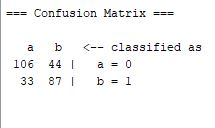 === Confusion Matrix ===
a b <-- classified as
106 44 | a = 0
33 87 | b = 1